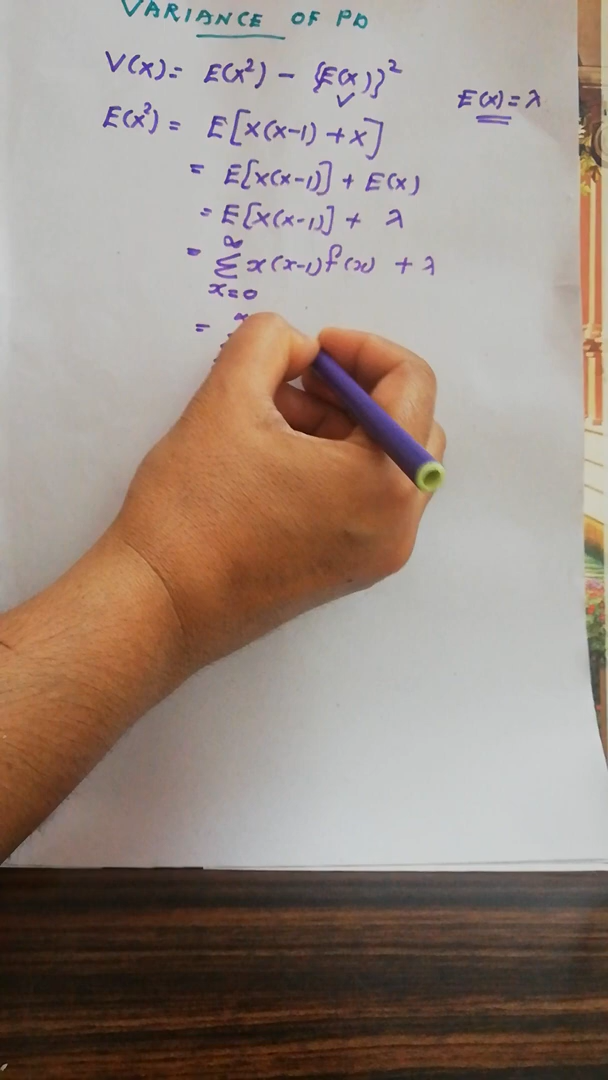 VARIANCE OF PD
V(x) = E(x²) - {E(x)}²
E(x) = λ
E(x²) = E[x(x-1) + x]
= E[x(x-1)] + E(x)
= E[x(x-1)] + λ
= ∞ Σ x=0 x(x-1) f(x) + λ
=